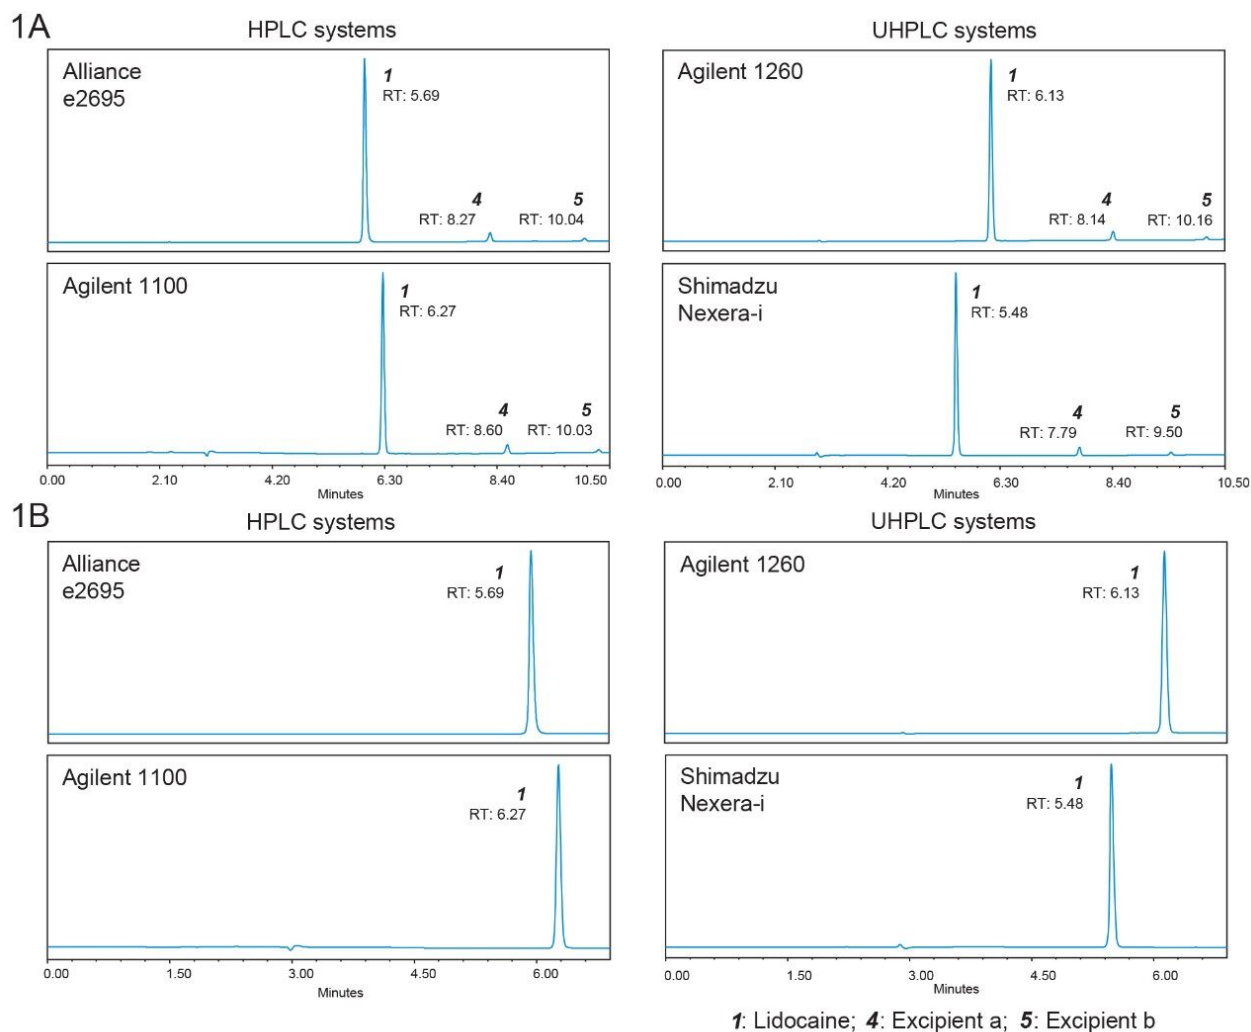 1A
HPLC systems
Alliance
e2695
1
RT: 5.69
4
RT: 8.27
5
RT: 10.04
Agilent 1100
1
RT: 6.27
4
RT: 8.60
5
RT: 10.03
0.00 2.10 4.20 6.30 8.40 10.50
Minutes
UHPLC systems
Agilent 1260
1
RT: 6.13
4
RT: 8.14
5
RT: 10.16
Shimadzu
Nexera-i
1
RT: 5.48
4
RT: 7.79
5
RT: 9.50
0.00 2.10 4.20 6.30 8.40 10.50
Minutes
1B
HPLC systems
Alliance
e2695
1
RT: 5.69
Agilent 1100
1
RT: 6.27
0.00 1.50 3.00 4.50 6.00
Minutes
UHPLC systems
Agilent 1260
1
RT: 6.13
Shimadzu
Nexera-i
1
RT: 5.48
0.00 1.50 3.00 4.50 6.00
Minutes
1: Lidocaine; 4: Excipient a; 5: Excipient b